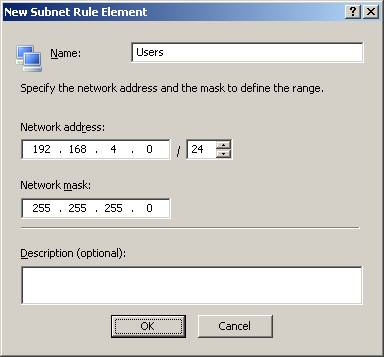 New Subnet Rule Element
Name: Users
Specify the network address and the mask to define the range.
Network address:
192 . 168 . 4 . 0 / 24
Network mask:
255 . 255 . 255 . 0
Description (optional):
OK Cancel